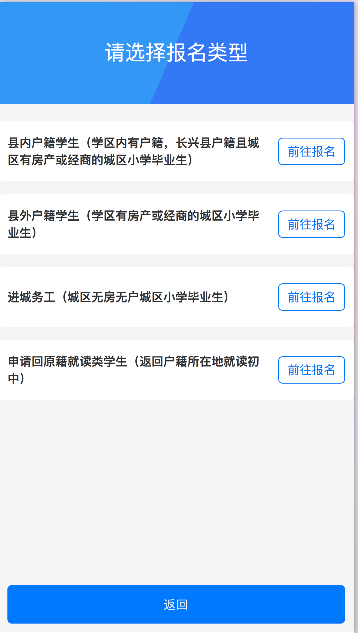 请选择报名类型
县内户籍学生（学区内有户籍，长兴县户籍且城
区有房产或经商的城区小学毕业生）
前往报名
县外户籍学生（学区有房产或经商的城区小学毕
业生）
前往报名
进城务工（城区无房无户城区小学毕业生）
前往报名
申请回原籍就读类学生（返回户籍所在地就读初
中）
前往报名
返回